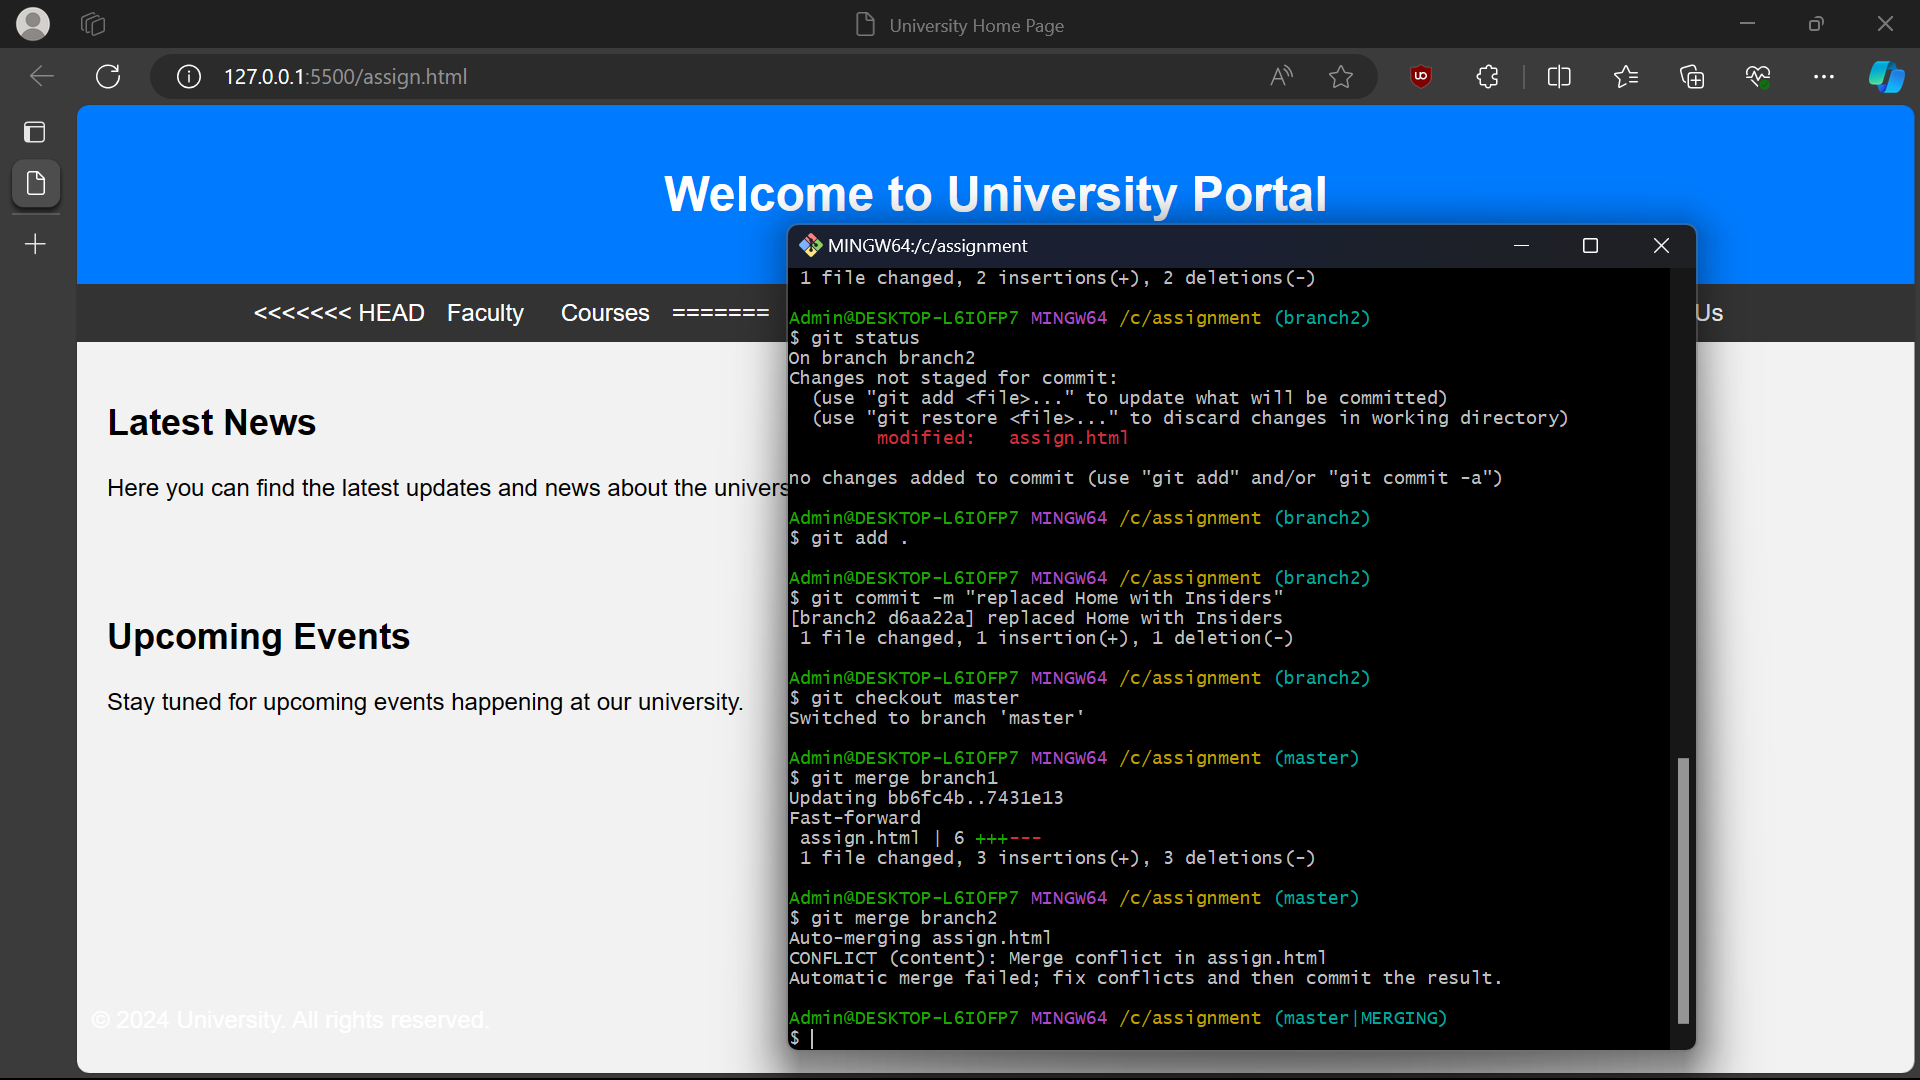 University Home Page
127.0.0.1:5500/assign.html
Welcome to University Portal
<<<<<<< HEAD Faculty Courses =======
Us
Latest News
Here you can find the latest updates and news about the univers
Upcoming Events
Stay tuned for upcoming events happening at our university.
© 2024 University. All rights reserved.
MINGW64:/c/assignment
1 file changed, 2 insertions(+), 2 deletions(-)
Admin@DESKTOP-L6I0FP7 MINGW64 /c/assignment (branch2)
$ git status
On branch branch2
Changes not staged for commit:
(use "git add <file>..." to update what will be committed)
(use "git restore <file>..." to discard changes in working directory)
modified: assign.html
no changes added to commit (use "git add" and/or "git commit -a")
Admin@DESKTOP-L6I0FP7 MINGW64 /c/assignment (branch2)
$ git add .
Admin@DESKTOP-L6I0FP7 MINGW64 /c/assignment (branch2)
$ git commit -m "replaced Home with Insiders"
[branch2 d6aa22a] replaced Home with Insiders
1 file changed, 1 insertion(+), 1 deletion(-)
Admin@DESKTOP-L6I0FP7 MINGW64 /c/assignment (branch2)
$ git checkout master
Switched to branch 'master'
Admin@DESKTOP-L6I0FP7 MINGW64 /c/assignment (master)
$ git merge branch1
Updating bb6fc4b..7431e13
Fast-forward
assign.html | 6 +++---
1 file changed, 3 insertions(+), 3 deletions(-)
Admin@DESKTOP-L6I0FP7 MINGW64 /c/assignment (master)
$ git merge branch2
Auto-merging assign.html
CONFLICT (content): Merge conflict in assign.html
Automatic merge failed; fix conflicts and then commit the result.
Admin@DESKTOP-L6I0FP7 MINGW64 /c/assignment (master|MERGING)
$